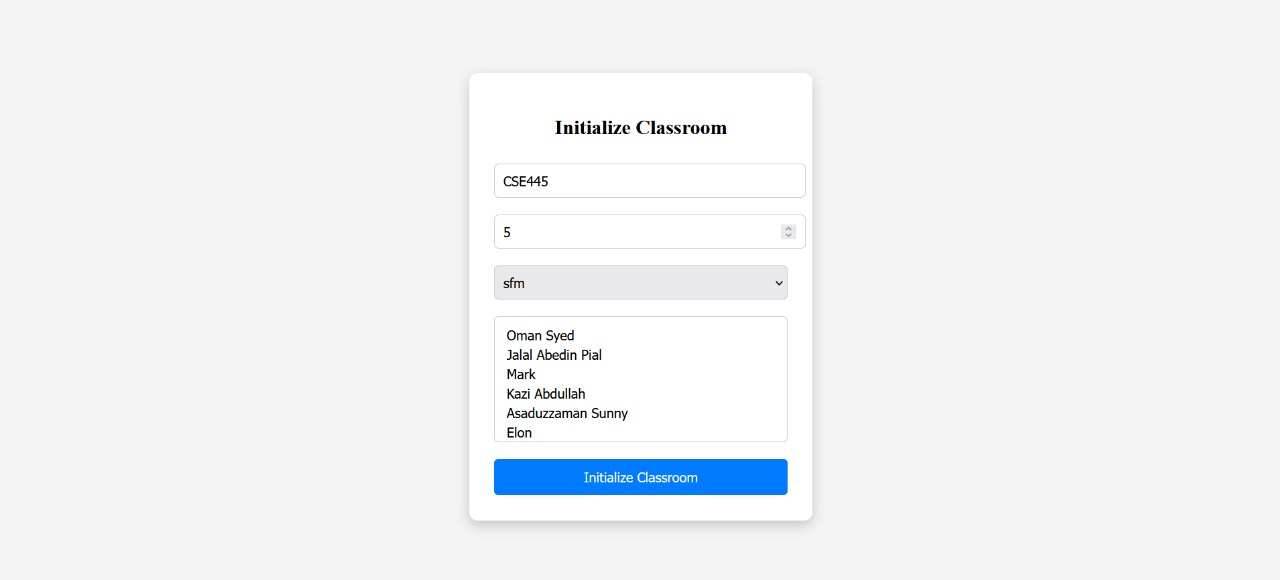 Initialize Classroom
CSE445
5
sfm
Oman Syed
Jalal Abedin Pial
Mark
Kazi Abdullah
Asaduzzaman Sunny
Elon
Initialize Classroom